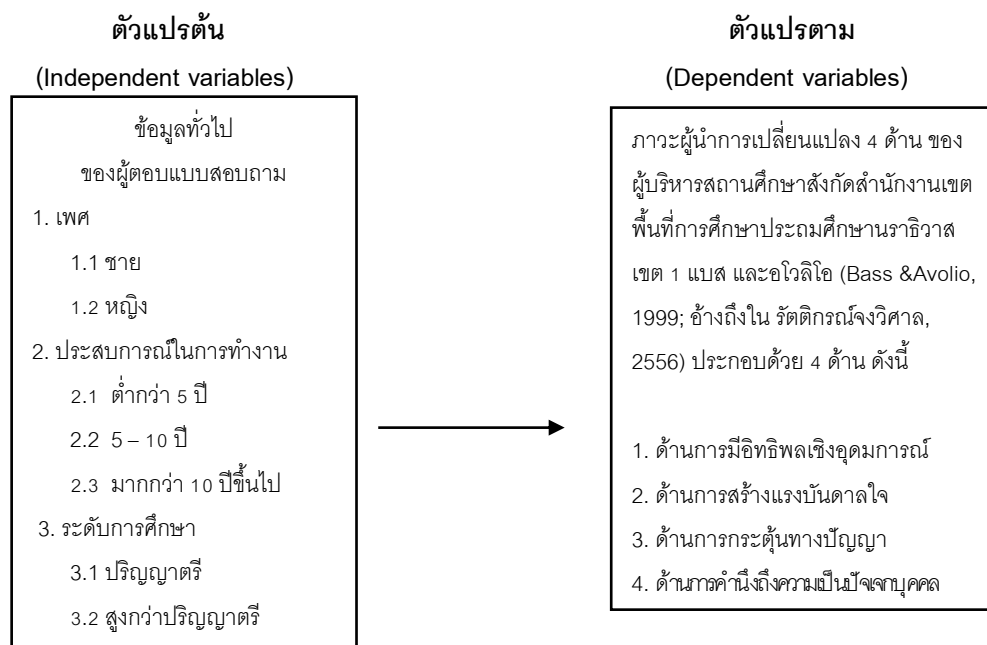 ตัวแปรต้น
(Independent variables)
ข้อมูลทั่วไป
ของผู้ตอบแบบสอบถาม
1. เพศ
1.1 ชาย
1.2 หญิง
2. ประสบการณ์ในการทำงาน
2.1 ต่ำกว่า 5 ปี
2.2 5 – 10 ปี
2.3 มากกว่า 10 ปีขึ้นไป
3. ระดับการศึกษา
3.1 ปริญญาตรี
3.2 สูงกว่าปริญญาตรี
ตัวแปรตาม
(Dependent variables)
ภาวะผู้นำการเปลี่ยนแปลง 4 ด้าน ของ
ผู้บริหารสถานศึกษาสังกัดสำนักงานเขต
พื้นที่การศึกษาประถมศึกษานราธิวาส
เขต 1 แบส และอโวลิโอ (Bass &Avolio,
1999; อ้างถึงใน รัตติกรณ์จงวิศาล,
2556) ประกอบด้วย 4 ด้าน ดังนี้
1. ด้านการมีอิทธิพลเชิงอุดมการณ์
2. ด้านการสร้างแรงบันดาลใจ
3. ด้านการกระตุ้นทางปัญญา
4. ด้านการคำนึงถึงความเป็นปัจเจกบุคคล